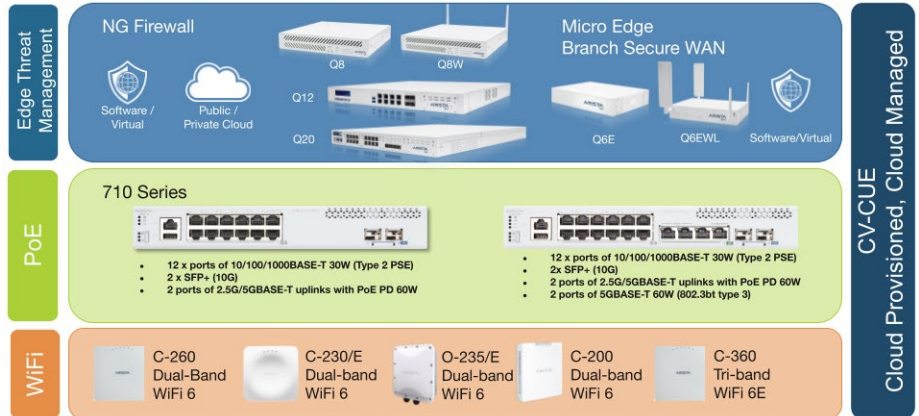 Edge Threat
Management
NG Firewall
Software /
Virtual
Public /
Private Cloud
Q8
Q8W
Q12
Q20
Micro Edge
Branch Secure WAN
Q6E
Q6EWL
Software/Virtual
PoE
710 Series
• 12 x ports of 10/100/1000BASE-T 30W (Type 2 PSE)
• 2 x SFP+ (10G)
• 2 ports of 2.5G/5GBASE-T uplinks with PoE PD 60W
• 12 x ports of 10/100/1000BASE-T 30W (Type 2 PSE)
• 2x SFP+ (10G)
• 2 ports of 2.5G/5GBASE-T uplinks with PoE PD 60W
• 2 ports of 5GBASE-T 60W (802.3bt type 3)
WiFi
C-260
Dual-Band
WiFi 6
C-230/E
Dual-band
WiFi 6
O-235/E
Dual-band
WiFi 6
C-200
Dual-band
WiFi 6
C-360
Tri-band
WiFi 6E
CV-CUE
Cloud Provisioned, Cloud Managed